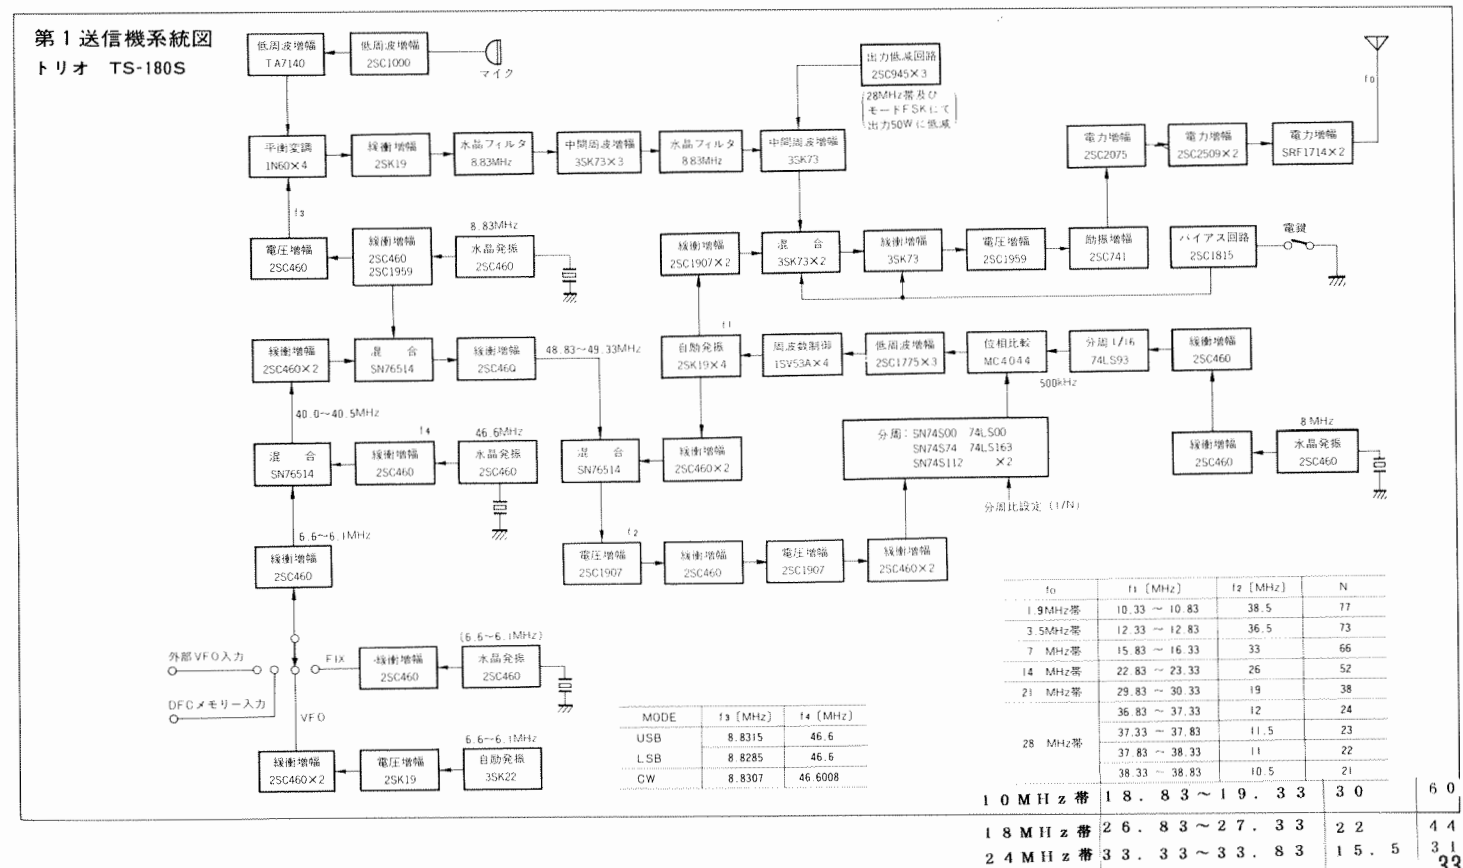 第1送信機系統図
トリオ TS-180S
低周波増幅
TA7140
低周波増幅
2SC1000
マイク
出力低減回路
2SC945×3
(28MHz帯及び
モードFSKにて
出力50Wに低減)
f0
平衡変調
1N60×4
緩衝増幅
2SK19
水晶フィルタ
8.83MHz
中間周波増幅
3SK73×3
水晶フィルタ
8.83MHz
中間周波増幅
3SK73
電力増幅
2SC2075
電力増幅
2SC2509×2
電力増幅
SRF1714×2
f3
電圧増幅
2SC460
緩衝増幅
2SC460
2SC1959
8.83MHz
水晶発振
2SC460
緩衝増幅
2SC1907×2
混合
3SK73×2
緩衝増幅
3SK73
電圧増幅
2SC1959
励振増幅
2SC741
バイアス回路
2SC1815
電鍵
f1
緩衝増幅
2SC460×2
混合
SN76514
緩衝増幅
2SC460
48.83~49.33MHz
自励発振
2SK19×4
周波数制御
1SV53A×4
低周波増幅
2SC1775×3
位相比較
MC4044
分周 1/16
74LS93
緩衝増幅
2SC460
500kHz
40.0~40.5MHz
混合
SN76514
f4
緩衝増幅
2SC460
46.6MHz
水晶発振
2SC460
混合
SN76514
緩衝増幅
2SC460×2
分周:SN74S00 74LS00
SN74S74 74LS163
SN74S112 ×2
分周比設定 (1/N)
緩衝増幅
2SC460
8MHz
水晶発振
2SC460
6.6~6.1MHz
緩衝増幅
2SC460
f2
電圧増幅
2SC1907
緩衝増幅
2SC460
電圧増幅
2SC1907
緩衝増幅
2SC460×2
外部VFO入力
FIX
緩衝増幅
2SC460
(6.6~6.1MHz)
水晶発振
2SC460
DFCメモリー入力
VFO
緩衝増幅
2SC460×2
電圧増幅
2SK19
6.6~6.1MHz
自励発振
3SK22
MODE f3 [MHz] f4 [MHz]
USB 8.8315 46.6
LSB 8.8285 46.6
CW 8.8307 46.6008
f0 f1 [MHz] f2 [MHz] N
1.9MHz帯 10.33 ~ 10.83 38.5 77
3.5MHz帯 12.33 ~ 12.83 36.5 73
7 MHz帯 15.83 ~ 16.33 33 66
14 MHz帯 22.83 ~ 23.33 26 52
21 MHz帯 29.83 ~ 30.33 19 38
28 MHz帯 36.83 ~ 37.33 12 24
37.33 ~ 37.83 11.5 23
37.83 ~ 38.33 11 22
38.33 ~ 38.83 10.5 21
10MHz帯 18.83~19.33 30 60
18MHz帯 26.83~27.33 22 44
24MHz帯 33.33~33.83 15.5 31
33